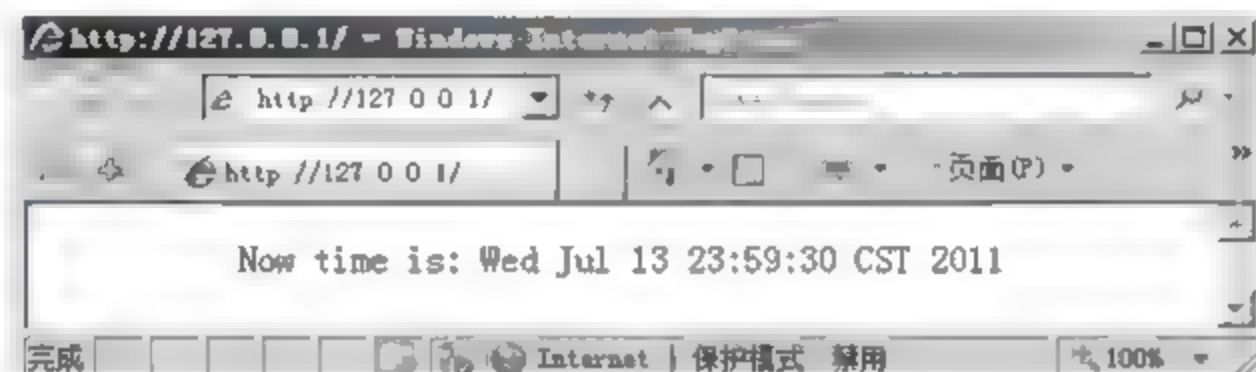 http://127.0.0.1/ - Windows Internet
http //127 0 0 1/
http //127 0 0 1/
页面(P)
»
Now time is: Wed Jul 13 23:59:30 CST 2011
完成 Internet | 保护模式 禁用 100%